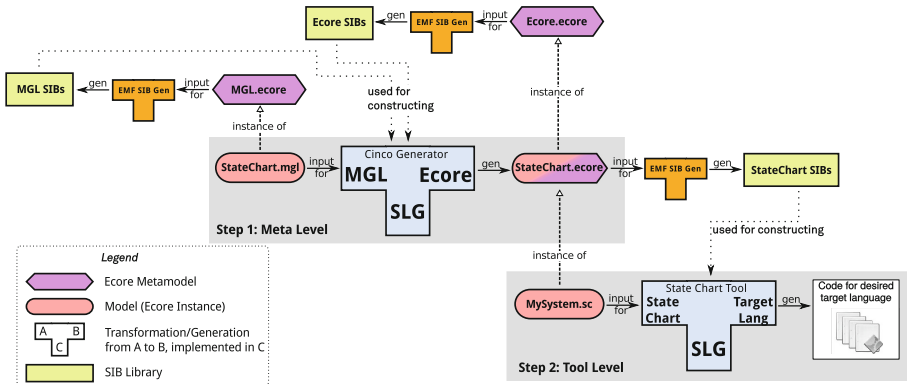 Ecore SIBs
gen
EMF SIB Gen
input
for
Ecore.ecore
MGL SIBs
gen
EMF SIB Gen
input
for
MGL.ecore
used for
constructing
instance of
instance of
StateChart.mgl
input
for
Cinco Generator
MGL Ecore
SLG
gen
StateChart.ecore
input
for
EMF SIB Gen
gen
StateChart SIBs
Step 1: Meta Level
used for constructing
instance of
Legend
Ecore Metamodel
Model (Ecore Instance)
A B
C
Transformation/Generation
from A to B, implemented in C
SIB Library
MySystem.sc
input
for
State Chart Tool
State Target
Chart Lang
SLG
gen
Code for desired
target language
Step 2: Tool Level